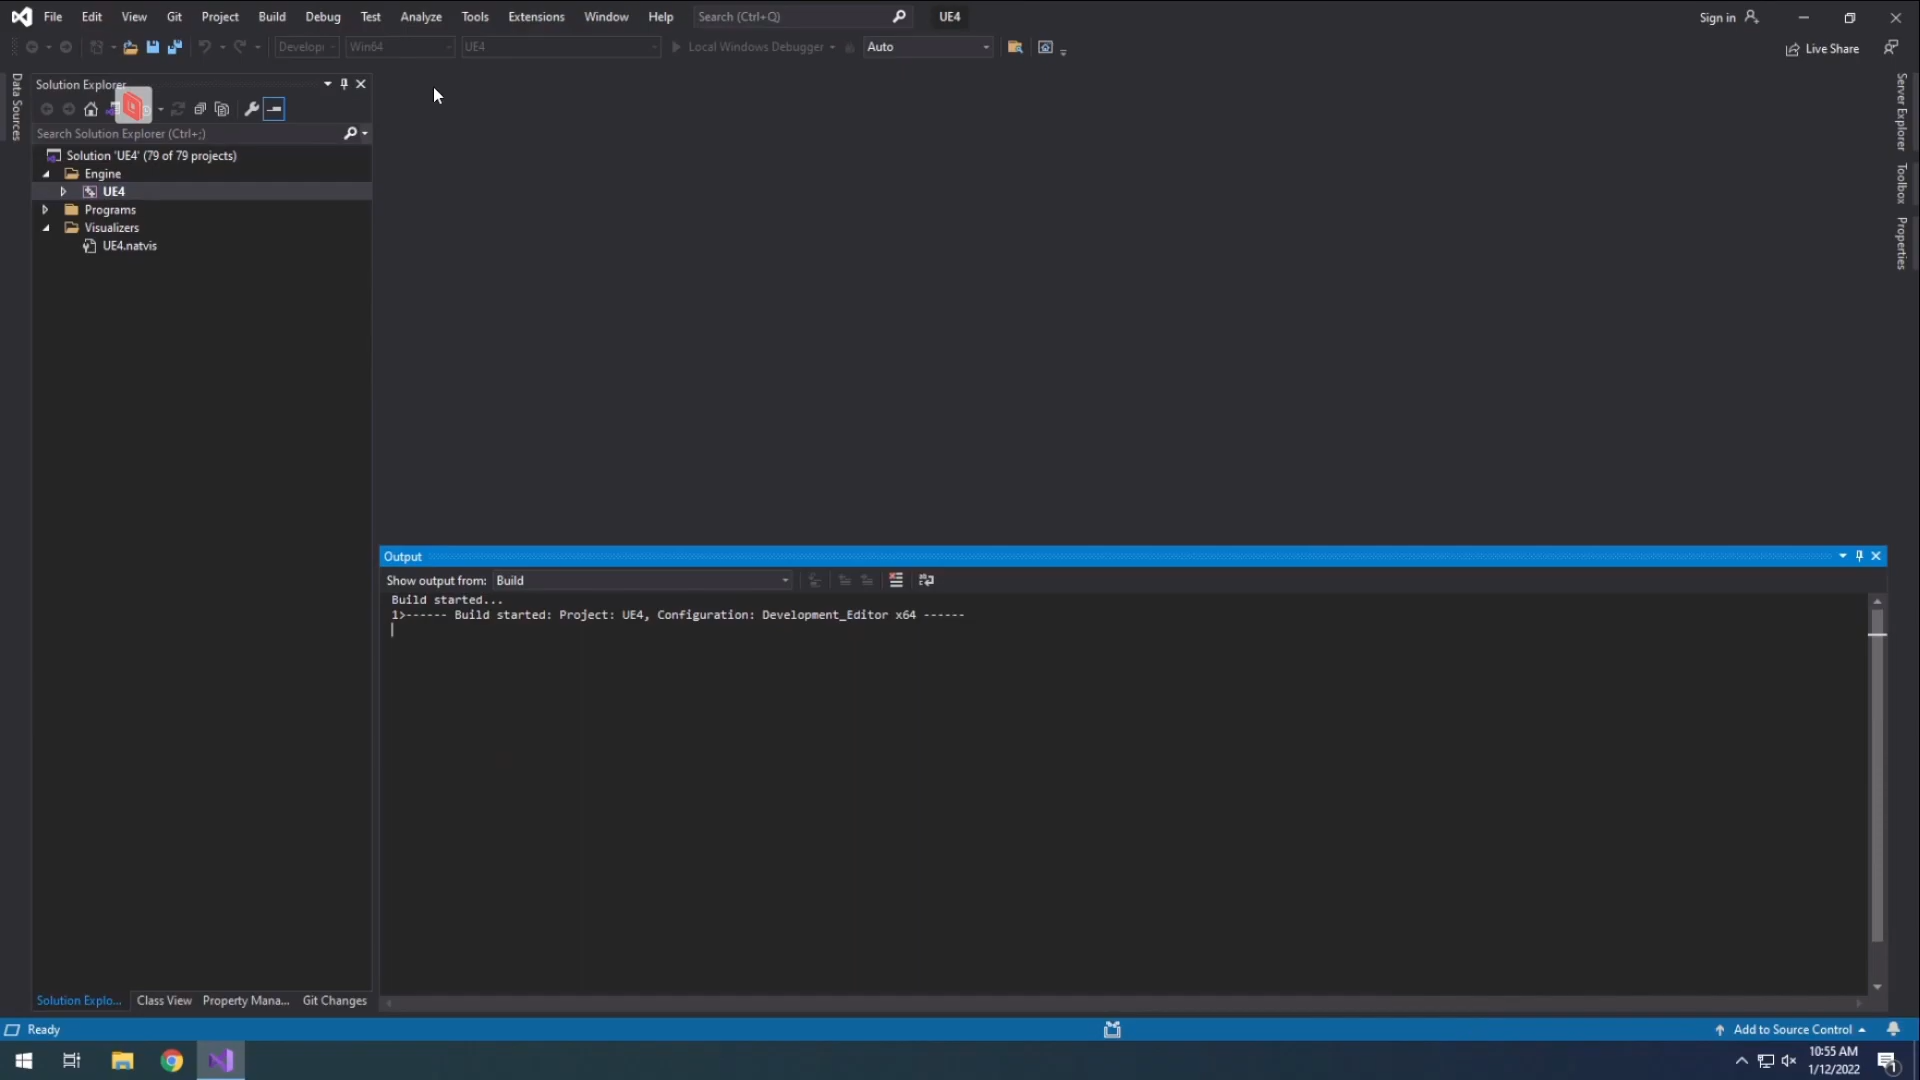 File Edit View Git Project Build Debug Test Analyze Tools Extensions Window Help Search (Ctrl+Q) UE4 Sign in
Develop Win64 UE4 Local Windows Debugger Auto Live Share
Data Sources
Solution Explorer
Search Solution Explorer (Ctrl+;)
Solution 'UE4' (79 of 79 projects)
Engine
UE4
Programs
Visualizers
UE4.natvis
Server Explorer
Toolbox
Properties
Output
Show output from: Build
Build started...
1>------ Build started: Project: UE4, Configuration: Development_Editor x64 ------
Solution Explo... Class View Property Mana... Git Changes
Ready Add to Source Control
10:55 AM
1/12/2022
1